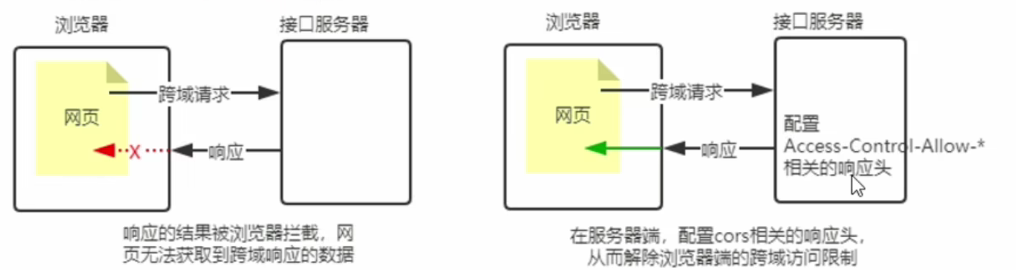 浏览器
接口服务器
网页
跨域请求
X
响应
响应的结果被浏览器拦截，网
页无法获取到跨域响应的数据
浏览器
接口服务器
网页
跨域请求
响应
配置
Access-Control-Allow-*
相关的响应头
在服务器端，配置cors相关的响应头，
从而解除浏览器端的跨域访问限制